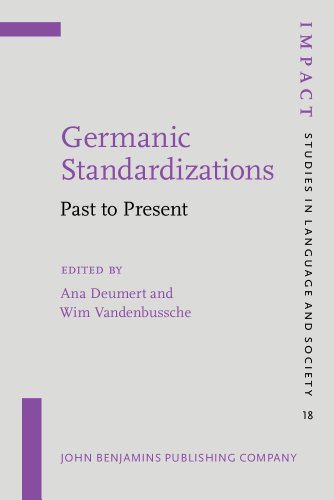 Germanic
Standardizations
Past to Present
EDITED BY
Ana Deumert and
Wim Vandenbussche
JOHN BENJAMINS PUBLISHING COMPANY
IMPACT STUDIES IN LANGUAGE AND SOCIETY 18